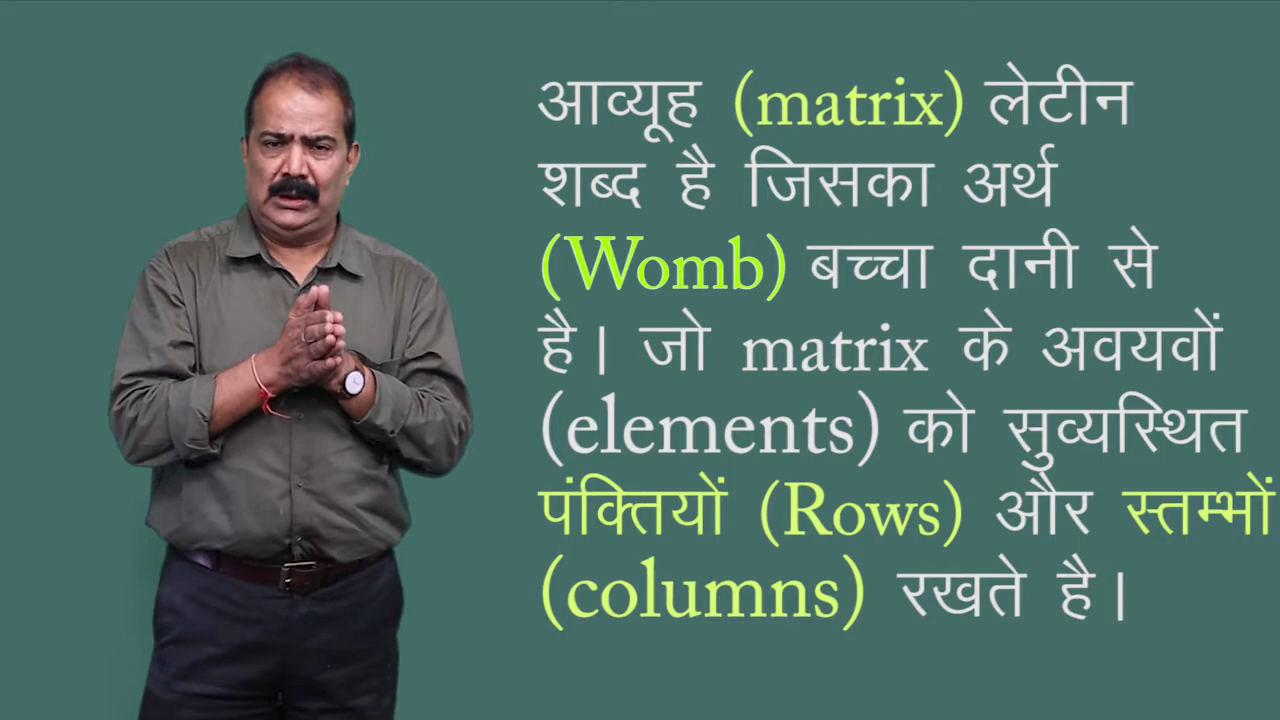 आव्यूह (matrix) लेटीन
शब्द है जिसका अर्थ
(Womb) बच्चा दानी से
है। जो matrix के अवयवों
(elements) को सुव्यस्थित
पंक्तियों (Rows) और स्तम्भों
(columns) रखते है।